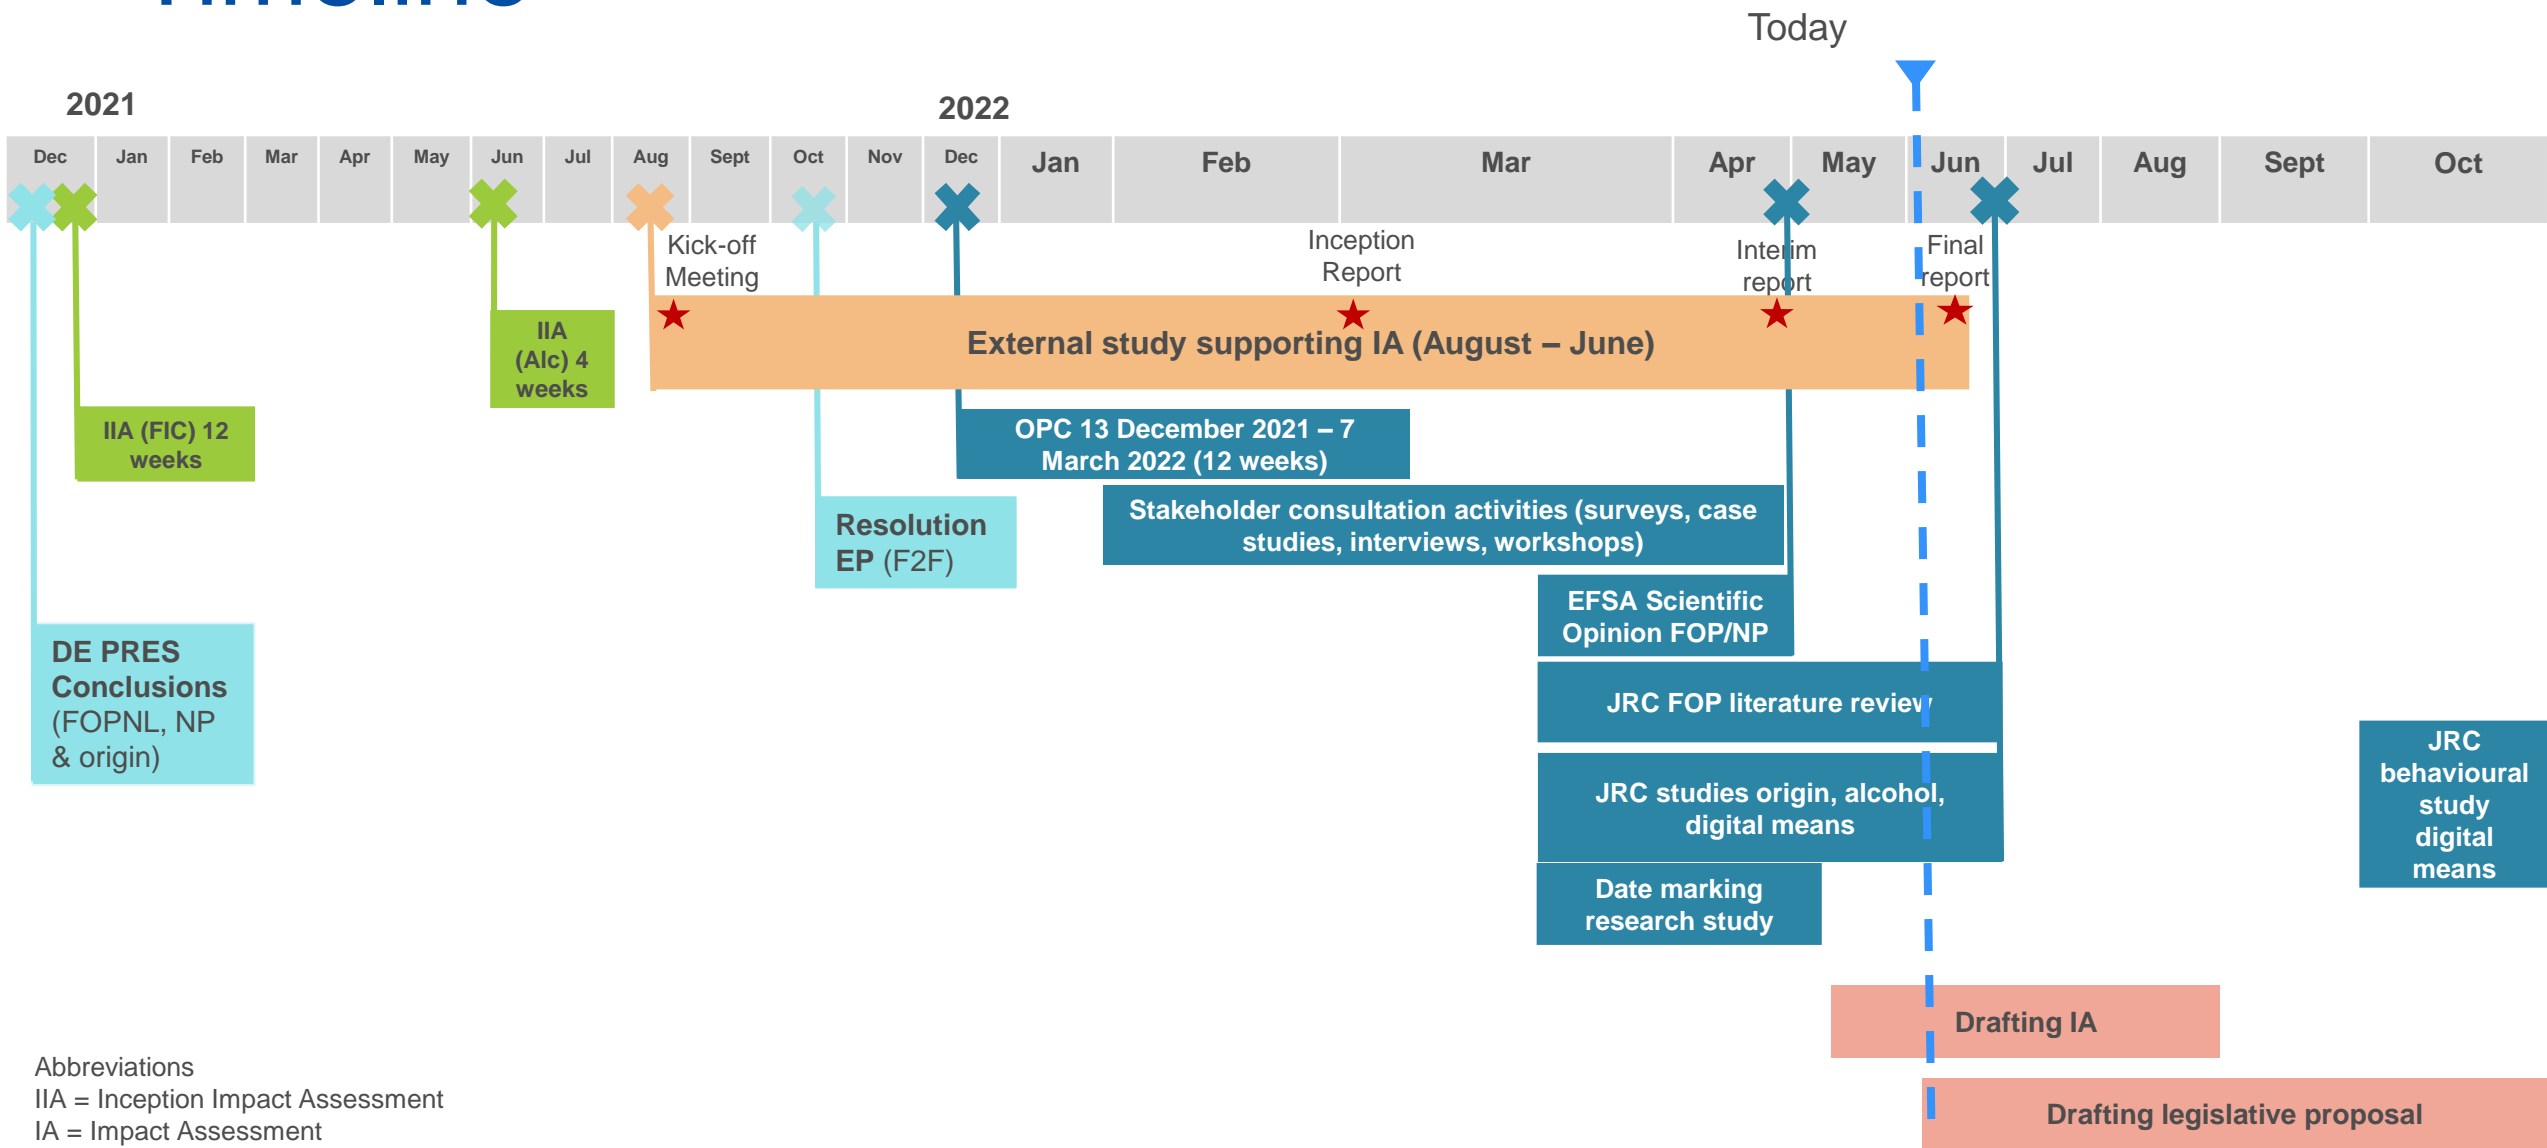 Timeline
Today
2021
2022
Dec
Jan
Feb
Mar
Apr
May
Jun
Jul
Aug
Sept
Oct
Nov
Dec
Jan
Feb
Mar
Apr
May
Jun
Jul
Aug
Sept
Oct
Kick-off
Meeting
Inception
Report
Interim
report
Final
report
External study supporting IA (August – June)
IIA
(Alc) 4
weeks
IIA (FIC) 12
weeks
OPC 13 December 2021 – 7
March 2022 (12 weeks)
Stakeholder consultation activities (surveys, case
studies, interviews, workshops)
Resolution
EP (F2F)
EFSA Scientific
Opinion FOP/NP
DE PRES
Conclusions
(FOPNL, NP
& origin)
JRC FOP literature review
JRC studies origin, alcohol,
digital means
JRC
behavioural
study
digital
means
Date marking
research study
Drafting IA
Drafting legislative proposal
Abbreviations
IIA = Inception Impact Assessment
IA = Impact Assessment